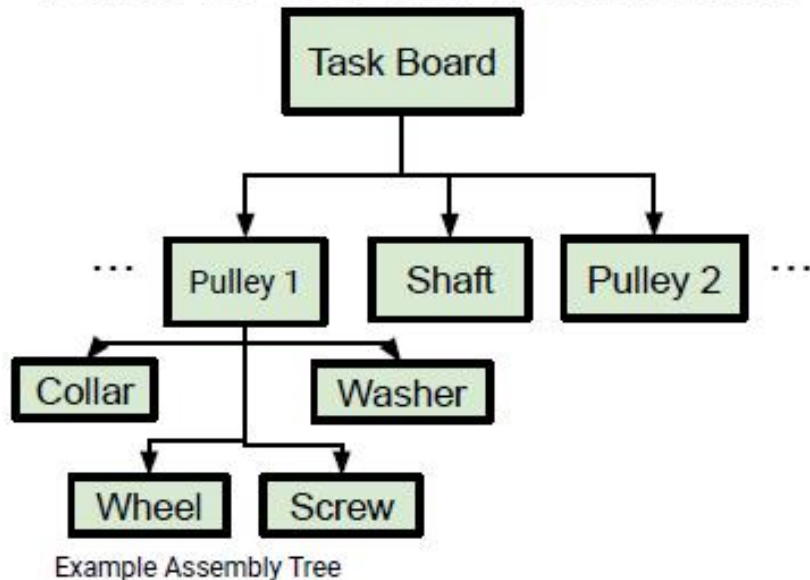 Task Board
... Pulley 1 Shaft Pulley 2 ...
Collar Washer
Wheel Screw
Example Assembly Tree